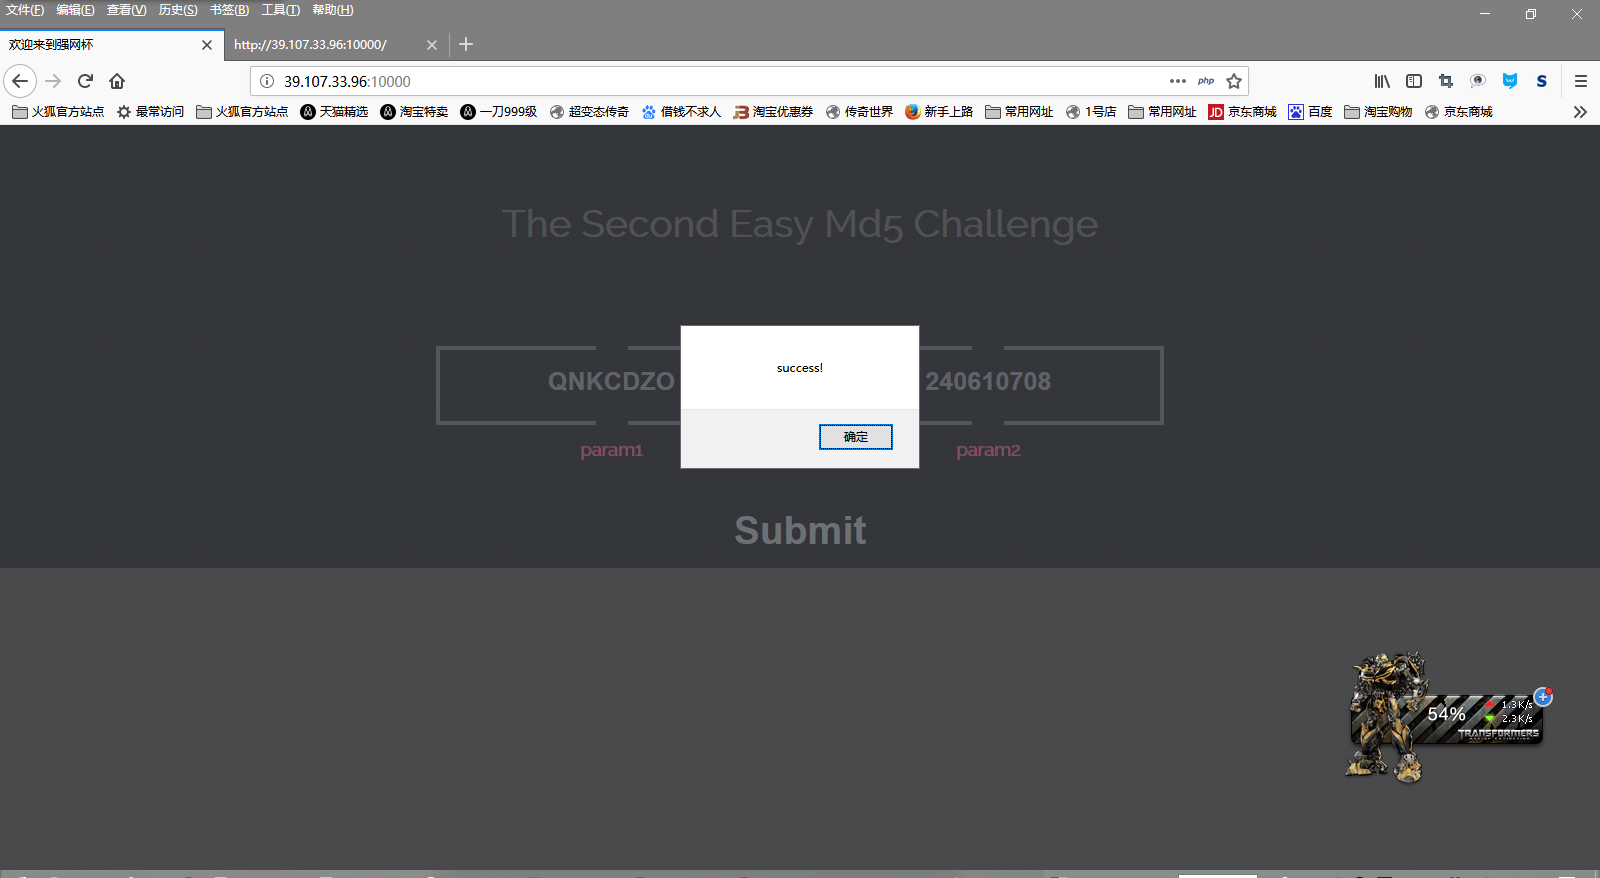 文件(F) 编辑(E) 查看(V) 历史(S) 书签(B) 工具(T) 帮助(H)
欢迎来到强网杯 http://39.107.33.96:10000/
39.107.33.96:10000 php S
火狐官方站点 最常访问 火狐官方站点 天猫精选 淘宝特卖 一刀999级 超变态传奇 借钱不求人 淘宝优惠券 传奇世界 新手上路 常用网址 1号店 常用网址 JD 京东商城 百度 淘宝购物 京东商城
The Second Easy Md5 Challenge
success!
QNKCDZO 240610708
确定
param1 param2
Submit
54% 1.3K/s
2.3K/s
TRANSFORMERS